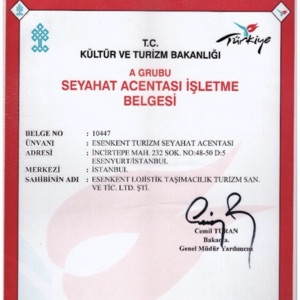 Türkiye
T.C.
KÜLTÜR VE TURİZM BAKANLIĞI
A GRUBU
SEYAHAT ACENTASI İŞLETME
BELGESİ
BELGE NO : 10447
ÜNVANI : ESENKENT TURİZM SEYAHAT ACENTASI
ADRESİ : İNCİRTEPE MAH. 232 SOK. NO:48-50 D:5
ESENYURT/İSTANBUL
MERKEZİ : İSTANBUL
SAHİBİNİN ADI : ESENKENT LOJİSTİK TAŞIMACILIK TURİZM SAN.
VE TİC. LTD. ŞTİ.
Cemil TURAN
Bakan a.
Genel Müdür Yardımcısı